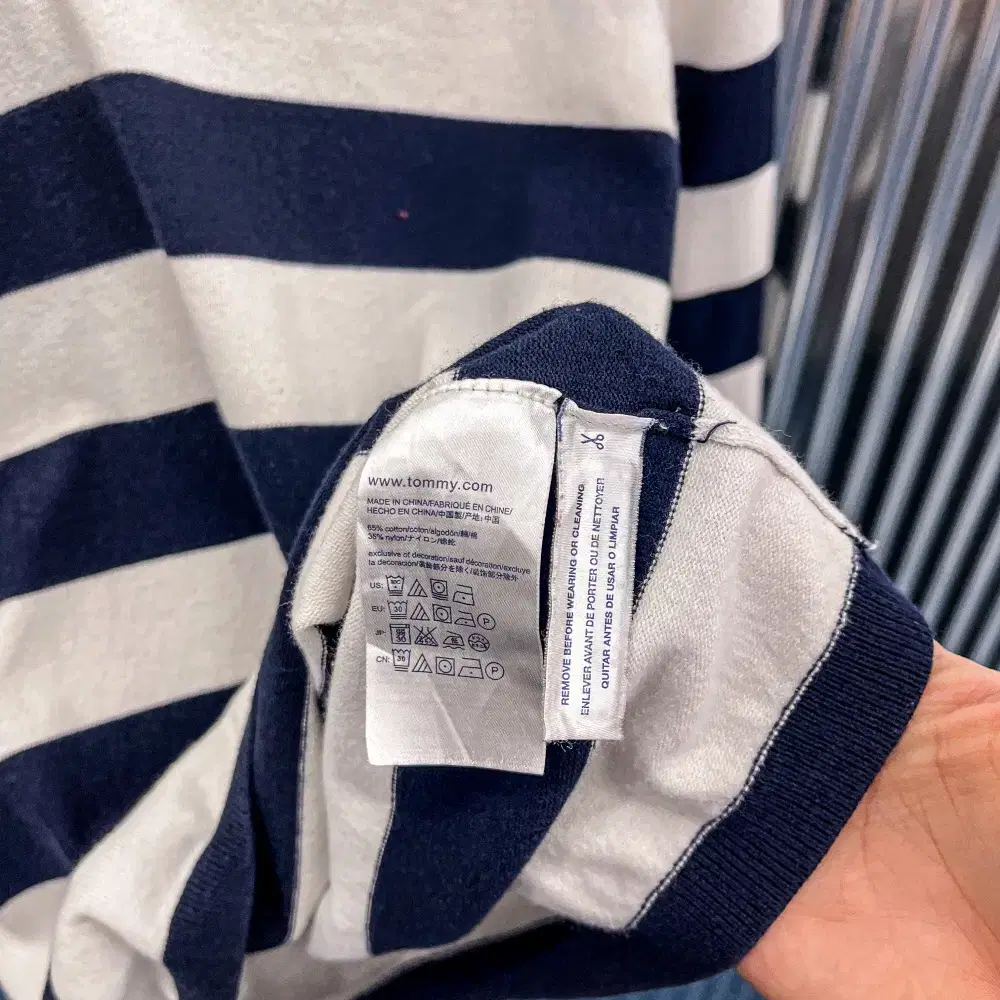 www.tommy.com
MADE IN CHINA/FABRIQUÉ EN CHINE/
HECHO EN CHINA/中国製/产地:中国
65% cotton/coton/algodón/綿/棉
35% nylon/ナイロン/锦纶
exclusive of decoration/sauf décoration/excluye
la decoración/装飾部分を除く/装饰部分除外
US:
EU: 30 P
JP:
CN: 30 P
REMOVE BEFORE WEARING OR CLEANING
ENLEVER AVANT DE PORTER OU DE NETTOYER
QUITAR ANTES DE USAR O LIMPIAR